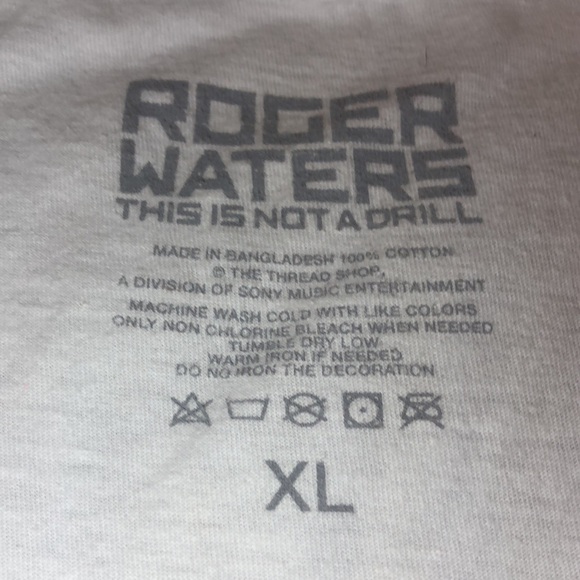 ROGER
WATERS
THIS IS NOT A DRILL
MADE IN BANGLADESH 100% COTTON
© THE THREAD SHOP,
A DIVISION OF SONY MUSIC ENTERTAINMENT
MACHINE WASH COLD WITH LIKE COLORS
ONLY NON CHLORINE BLEACH WHEN NEEDED
TUMBLE DRY LOW
WARM IRON IF NEEDED
DO NO IRON THE DECORATION
XL